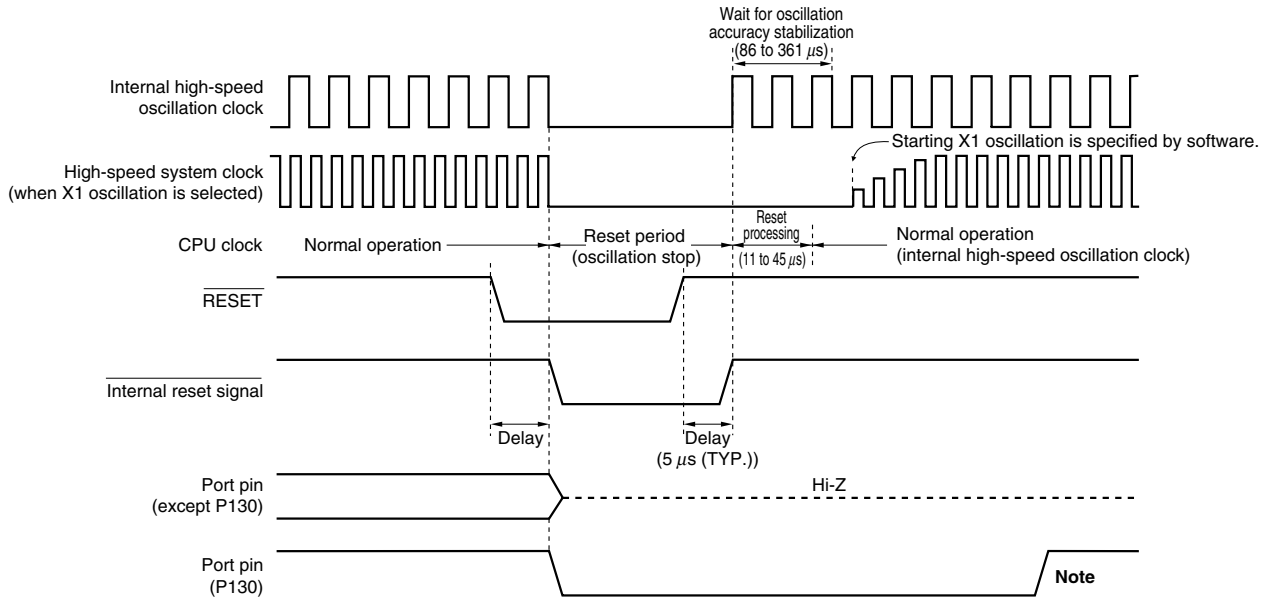 Wait for oscillation
accuracy stabilization
(86 to 361 μs)
Internal high-speed
oscillation clock
Starting X1 oscillation is specified by software.
High-speed system clock
(when X1 oscillation is selected)
CPU clock
Normal operation
Reset period
(oscillation stop)
Reset
processing
(11 to 45 μs)
Normal operation
(internal high-speed oscillation clock)
RESET
Internal reset signal
Delay
Delay
(5 μs (TYP.))
Port pin
(except P130)
Hi-Z
Port pin
(P130)
Note